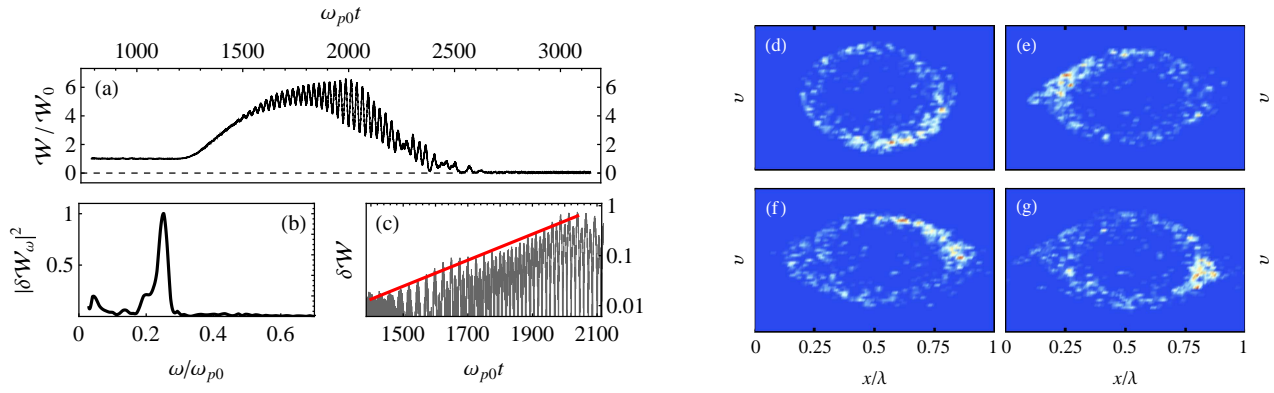 ω_{p0}t
1000 1500 2000 2500 3000
(a)
𝒲 / 𝒲_0
6 4 2 0
6 4 2 0
(b)
|δ𝒲_ω|^2
1 0.5
0 0.2 0.4 0.6
ω/ω_{p0}
(c)
δ𝒲
1 0.1 0.01
1500 1700 1900 2100
ω_{p0}t
(d) (e)
υ υ
(f) (g)
υ υ
0 0.25 0.5 0.75 1 0.25 0.5 0.75 1
x/λ x/λ